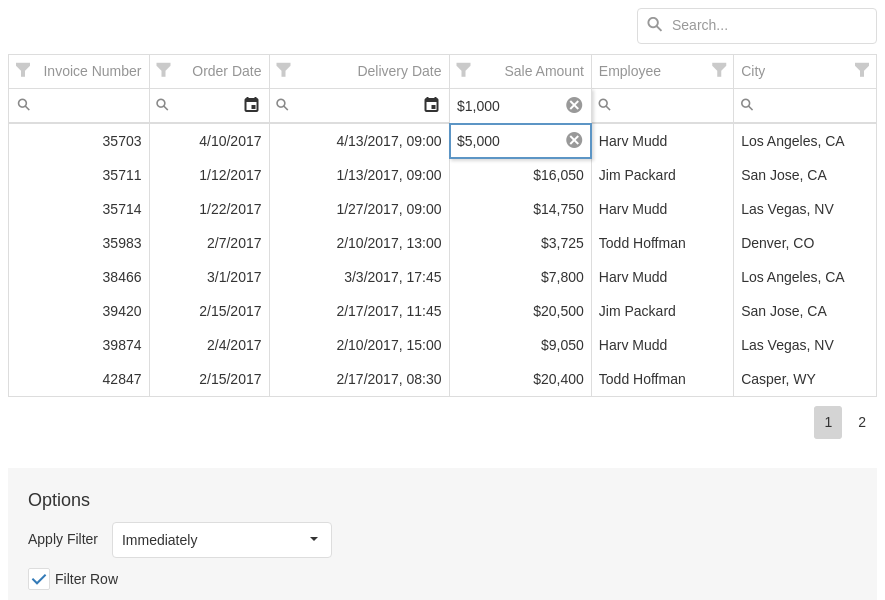 Search...
Invoice Number Order Date Delivery Date Sale Amount Employee City
$1,000
35703 4/10/2017 4/13/2017, 09:00 $5,000 Harv Mudd Los Angeles, CA
35711 1/12/2017 1/13/2017, 09:00 $16,050 Jim Packard San Jose, CA
35714 1/22/2017 1/27/2017, 09:00 $14,750 Harv Mudd Las Vegas, NV
35983 2/7/2017 2/10/2017, 13:00 $3,725 Todd Hoffman Denver, CO
38466 3/1/2017 3/3/2017, 17:45 $7,800 Harv Mudd Los Angeles, CA
39420 2/15/2017 2/17/2017, 11:45 $20,500 Jim Packard San Jose, CA
39874 2/4/2017 2/10/2017, 15:00 $9,050 Harv Mudd Las Vegas, NV
42847 2/15/2017 2/17/2017, 08:30 $20,400 Todd Hoffman Casper, WY
1 2
Options
Apply Filter Immediately
Filter Row